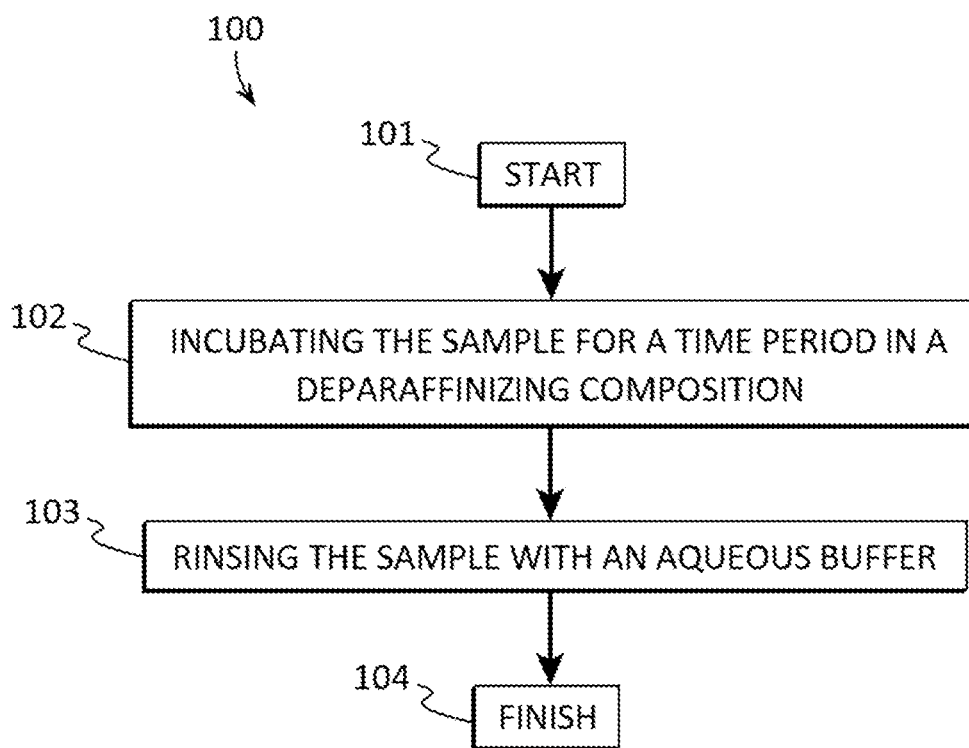 100
101
START
102
INCUBATING THE SAMPLE FOR A TIME PERIOD IN A
DEPARAFFINIZING COMPOSITION
103
RINSING THE SAMPLE WITH AN AQUEOUS BUFFER
104
FINISH